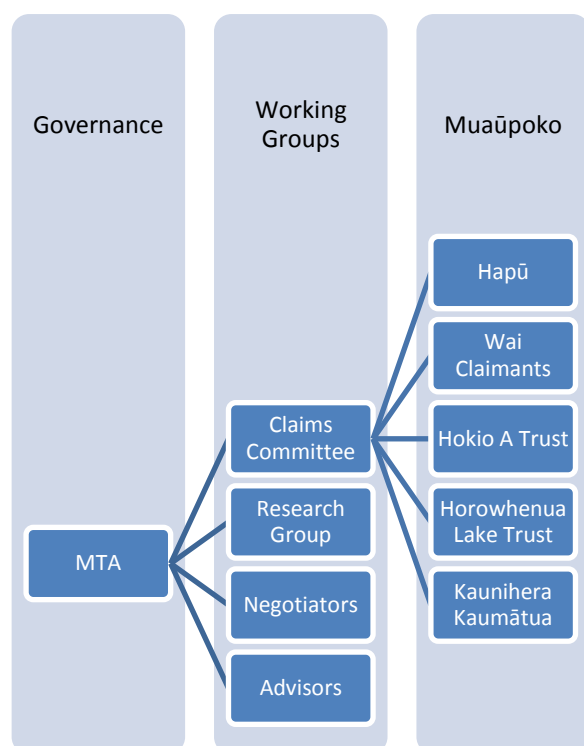 Governance
Working
Groups
Muaūpoko
MTA
Claims
Committee
Research
Group
Negotiators
Advisors
Hapū
Wai
Claimants
Hokio A Trust
Horowhenua
Lake Trust
Kaunihera
Kaumātua